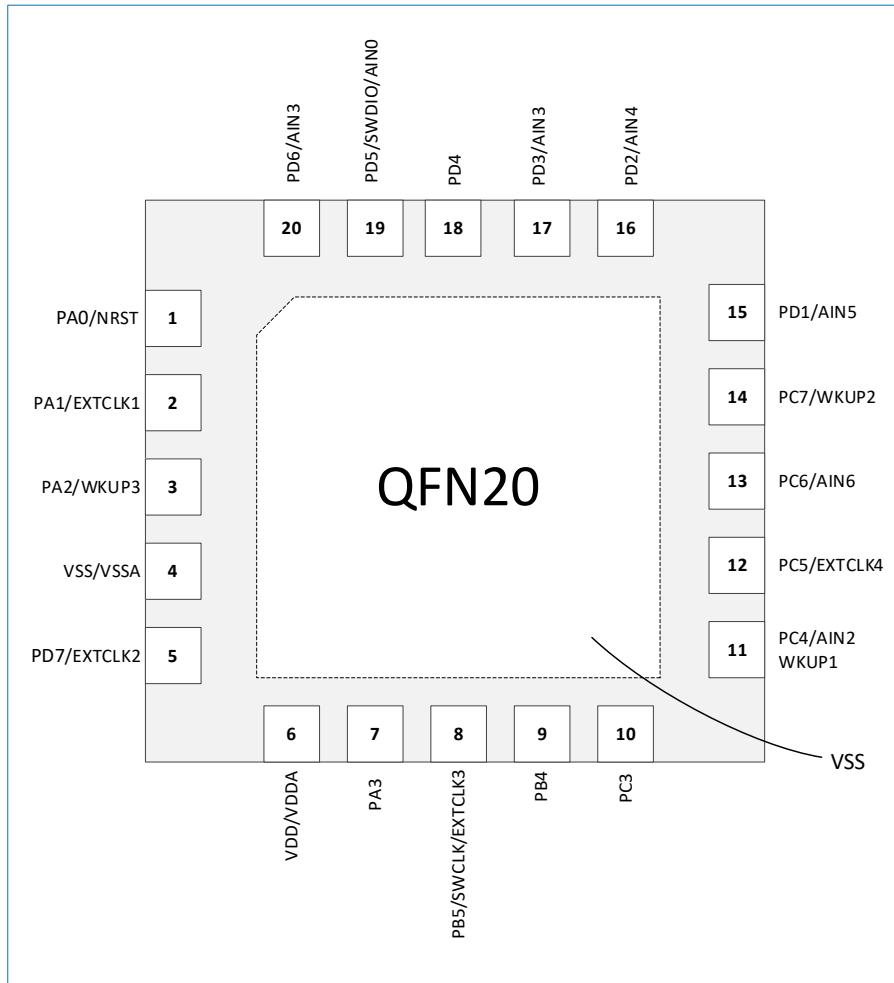 PD6/AIN3
PD5/SWDIO/AIN0
PD4
PD3/AIN3
PD2/AIN4
20
19
18
17
16
PA0/NRST
1
PA1/EXTCLK1
2
PA2/WKUP3
3
VSS/VSSA
4
PD7/EXTCLK2
5
QFN20
15
PD1/AIN5
14
PC7/WKUP2
13
PC6/AIN6
12
PC5/EXTCLK4
11
PC4/AIN2
WKUP1
6
7
8
9
10
VSS
VDD/VDDA
PA3
PB5/SWCLK/EXTCLK3
PB4
PC3